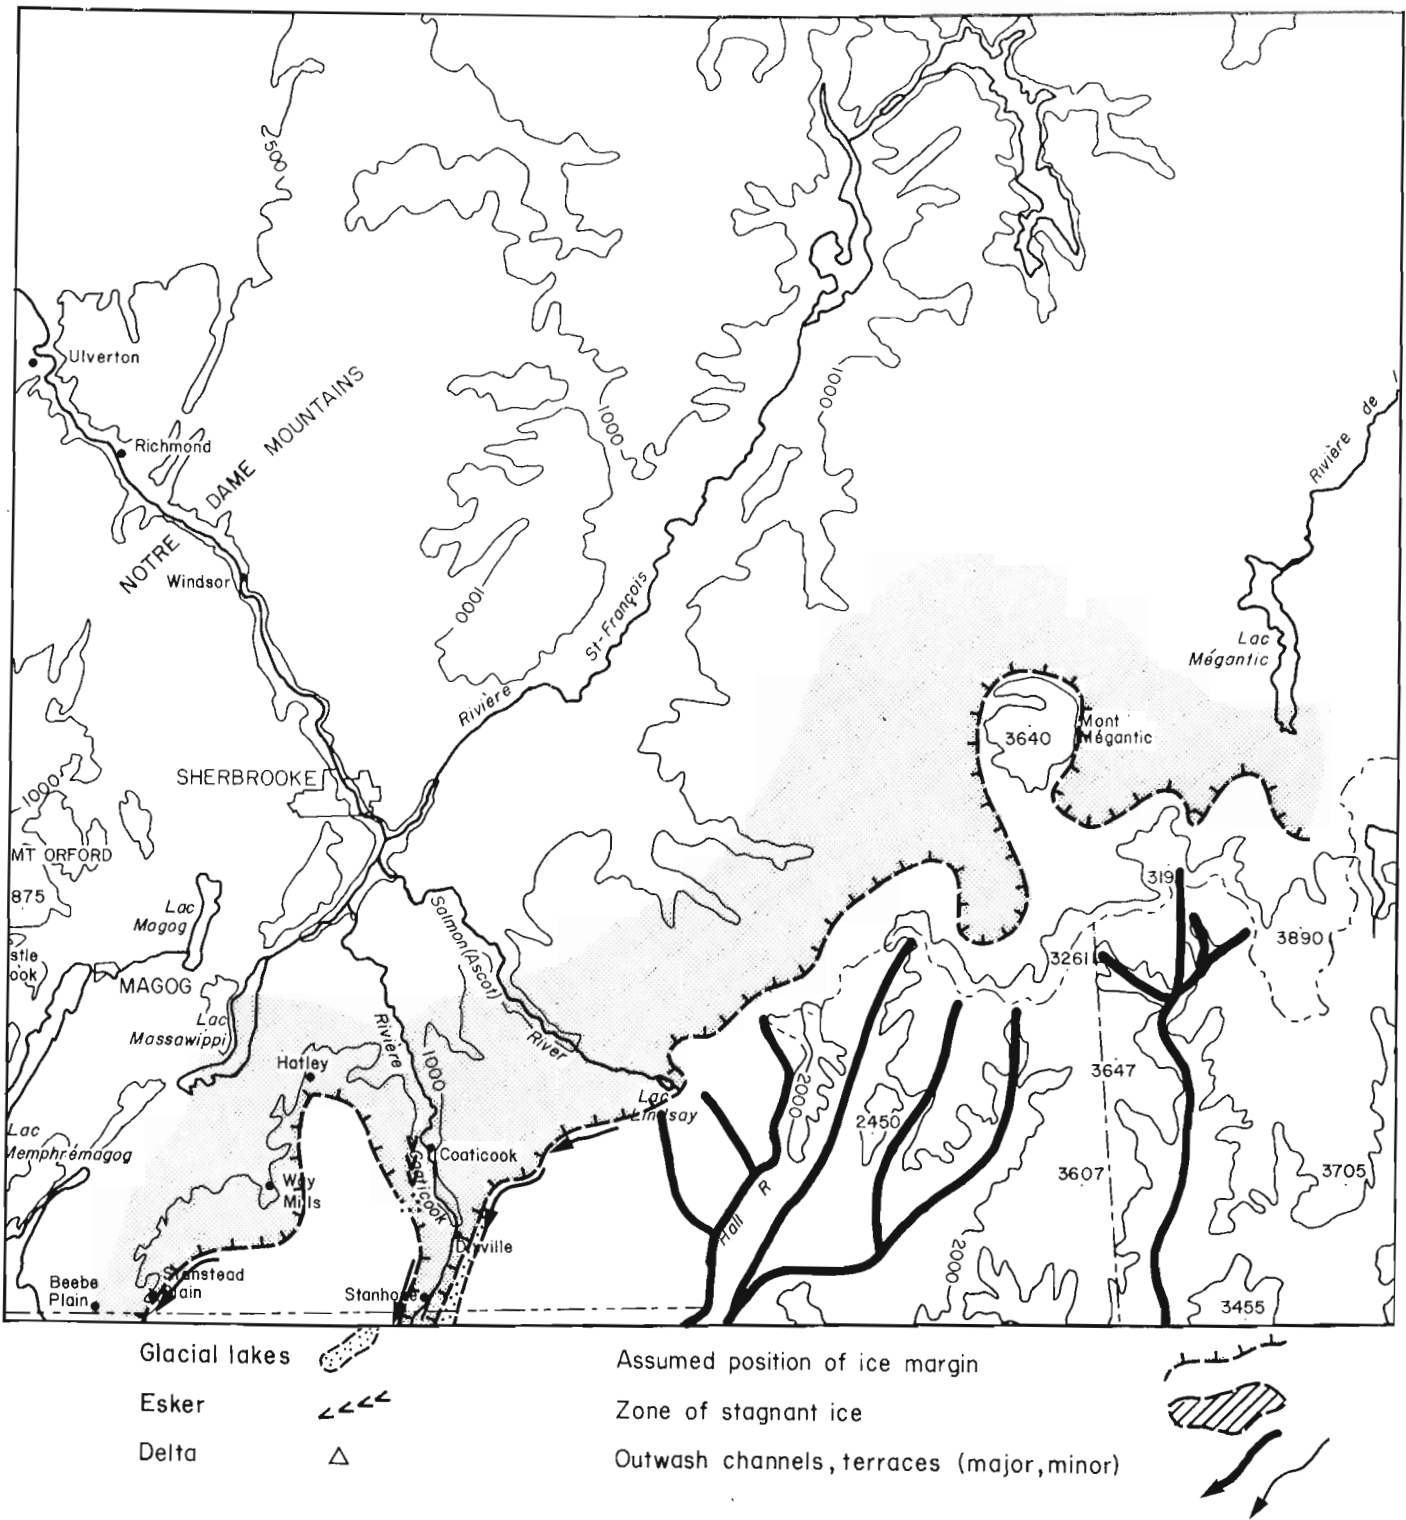 500
Ulverton
Richmond
NOTRE DAME MOUNTAINS
Windsor
1000
1000
1000
Rivière St-François
Rivière de
Lac
Mégantic
Mont
Mégantic
3640
SHERBROOKE
1000
MT ORFORD
875
stle
ook
Lac
Magog
MAGOG
Lac
Massawippi
Salmon (Ascot) River
Rivière Coaticook
1000
Hatley
Lac
Memphrémagog
Way
Mills
Coaticook
Lac
Lindsay
Dixville
Stanstead
Plain
Beebe
Plain
Stanhope
Hall R
2000
2450
2000
319
3261
3890
3647
3607
3705
3455
Glacial lakes
Esker
Delta
Assumed position of ice margin
Zone of stagnant ice
Outwash channels, terraces (major, minor)